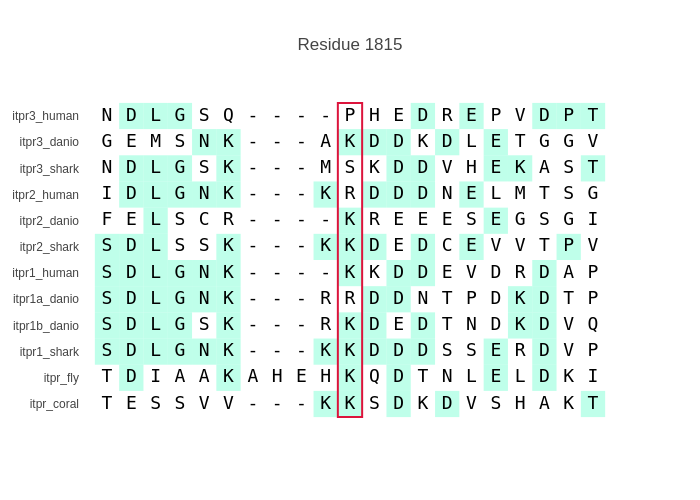 Residue 1815
itpr3_human N D L G S Q - - - - P H E D R E P V D P T
itpr3_danio G E M S N K - - - A K D D K D L E T G G V
itpr3_shark N D L G S K - - - M S K D D V H E K A S T
itpr2_human I D L G N K - - - K R D D D N E L M T S G
itpr2_danio F E L S C R - - - - K R E E E S E G S G I
itpr2_shark S D L S S K - - - K K D E D C E V V T P V
itpr1_human S D L G N K - - - - K K D D E V D R D A P
itpr1a_danio S D L G N K - - - R R D D N T P D K D T P
itpr1b_danio S D L G S K - - - R K D E D T N D K D V Q
itpr1_shark S D L G N K - - - K K D D D S S E R D V P
itpr_fly T D I A A K A H E H K Q D T N L E L D K I
itpr_coral T E S S V V - - - K K S D K D V S H A K T